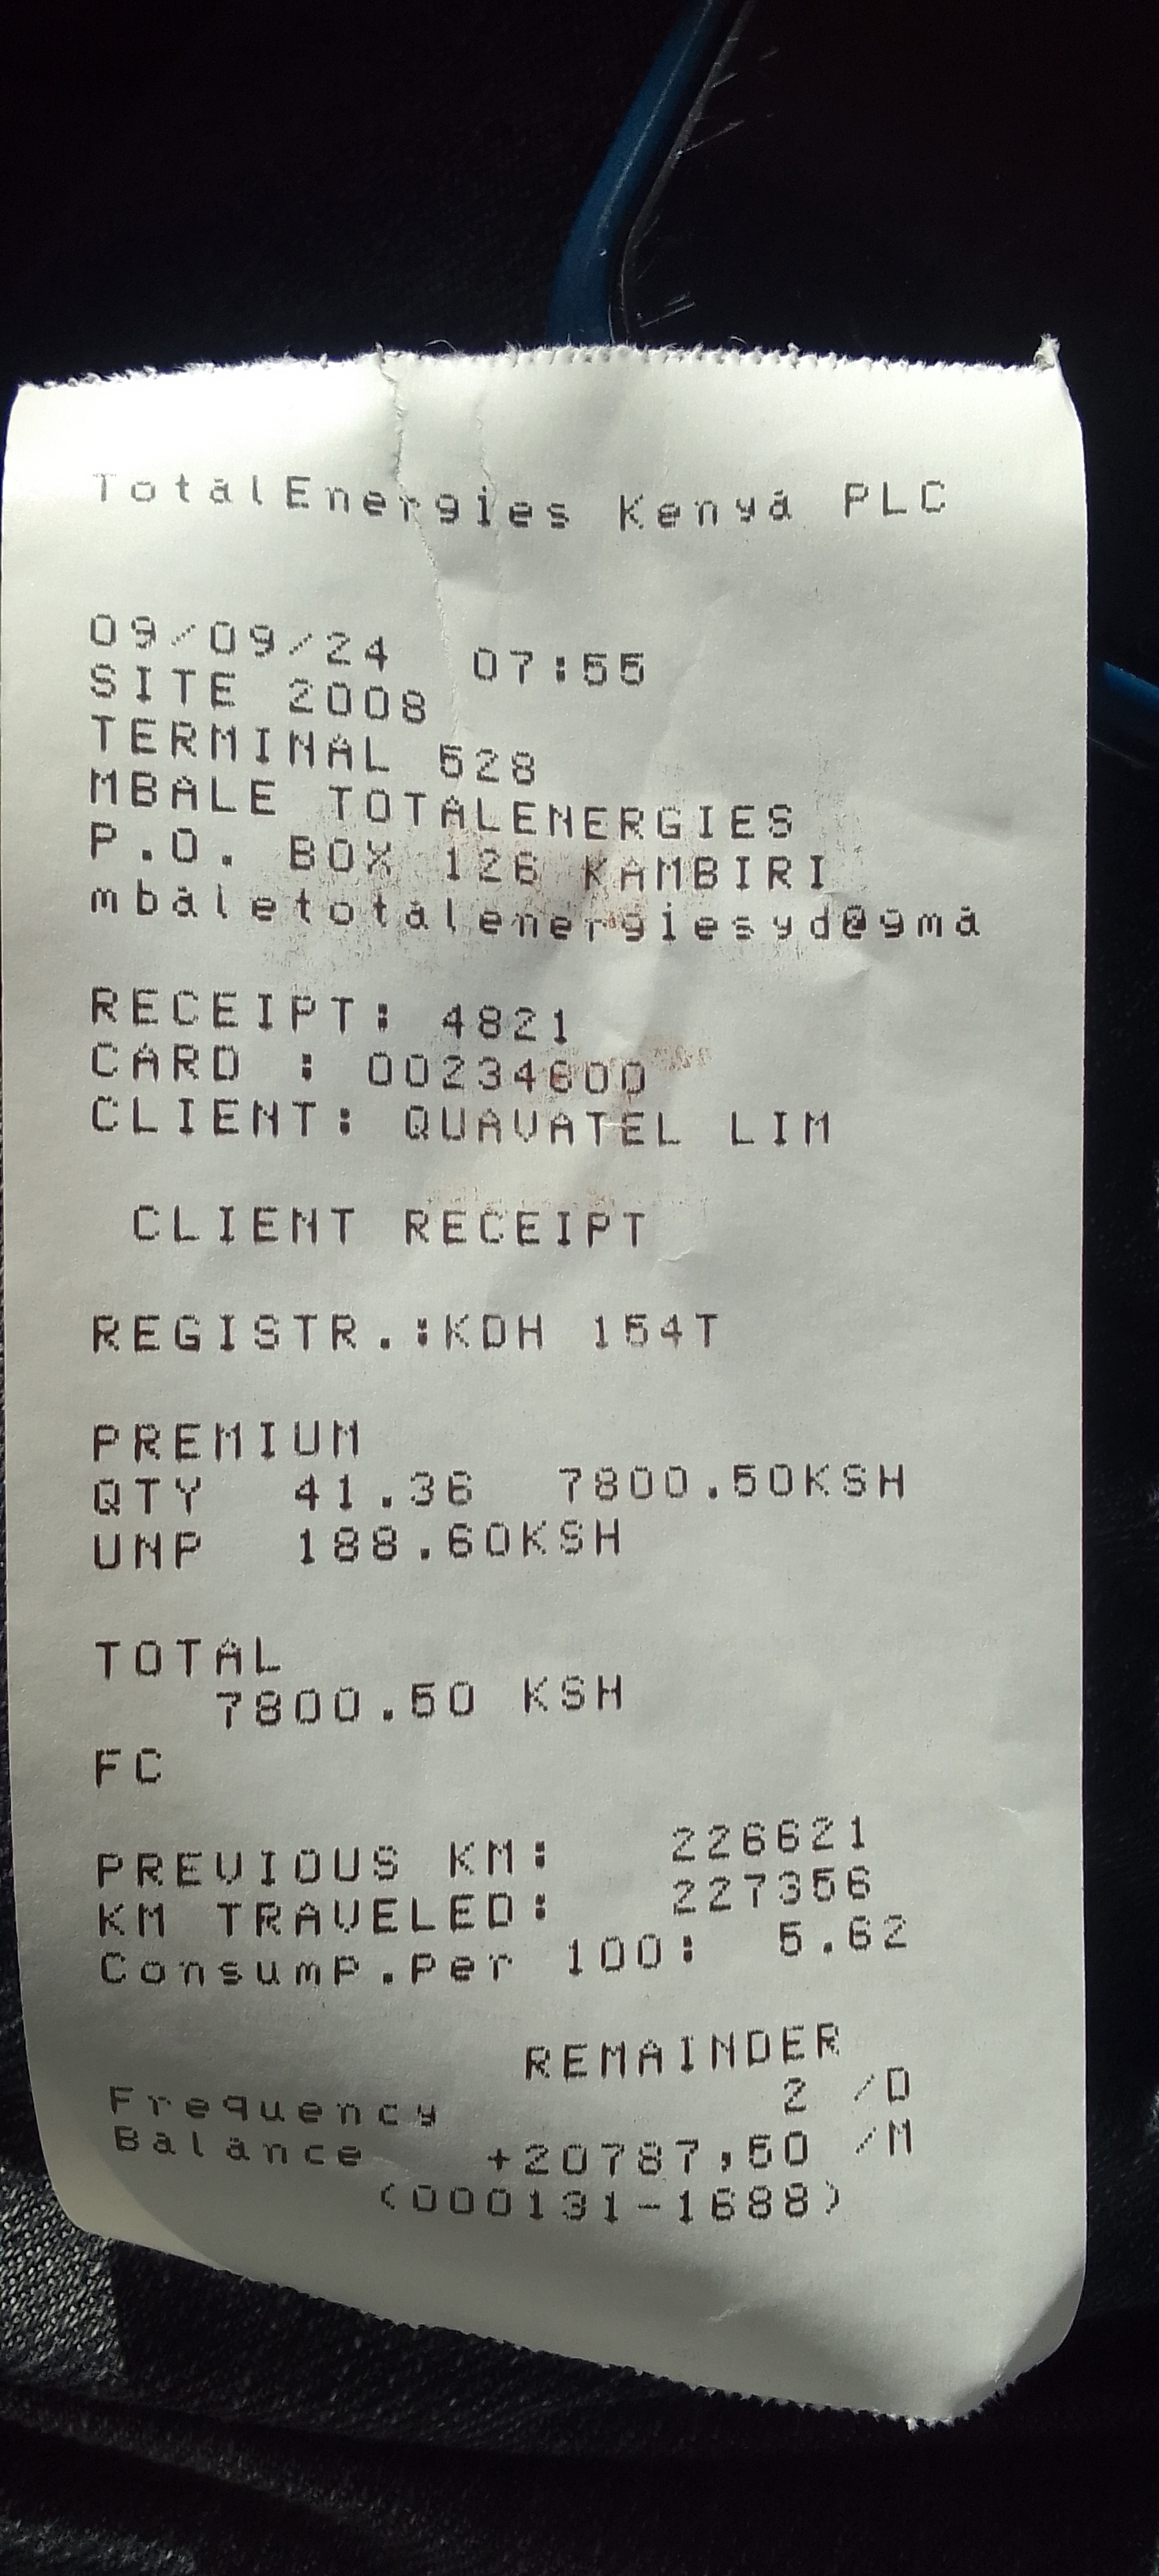 TotalEnergies Kenya PLC
09/09/24 07:55
SITE 2008
TERMINAL 528
MBALE TOTALENERGIES
P.O. BOX 126 KAMBIRI
mbaletotalenergiesyd@gma
RECEIPT: 4821
CARD : 00234600
CLIENT: QUAVATEL LIM
CLIENT RECEIPT
REGISTR.:KDH 154T
PREMIUM
QTY 41.36 7800.50KSH
UNP 188.60KSH
TOTAL
7800.50 KSH
FC
PREVIOUS KM: 226621
KM TRAVELED: 227356
Consump.Per 100: 5.62
REMAINDER
Frequency 2 /D
Balance +20787,50 /M
(000131-1688)